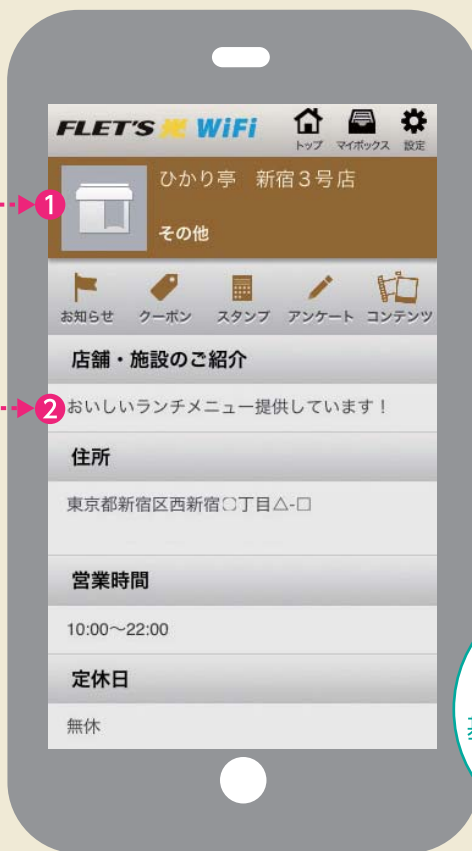 FLET'S 光 WiFi
トップ マイボックス 設定
1
ひかり亭 新宿3号店
その他
お知らせ クーポン スタンプ アンケート コンテンツ
店舗・施設のご紹介
2
おいしいランチメニュー提供しています!
住所
東京都新宿区西新宿○丁目△-□
営業時間
10:00~22:00
定休日
無休